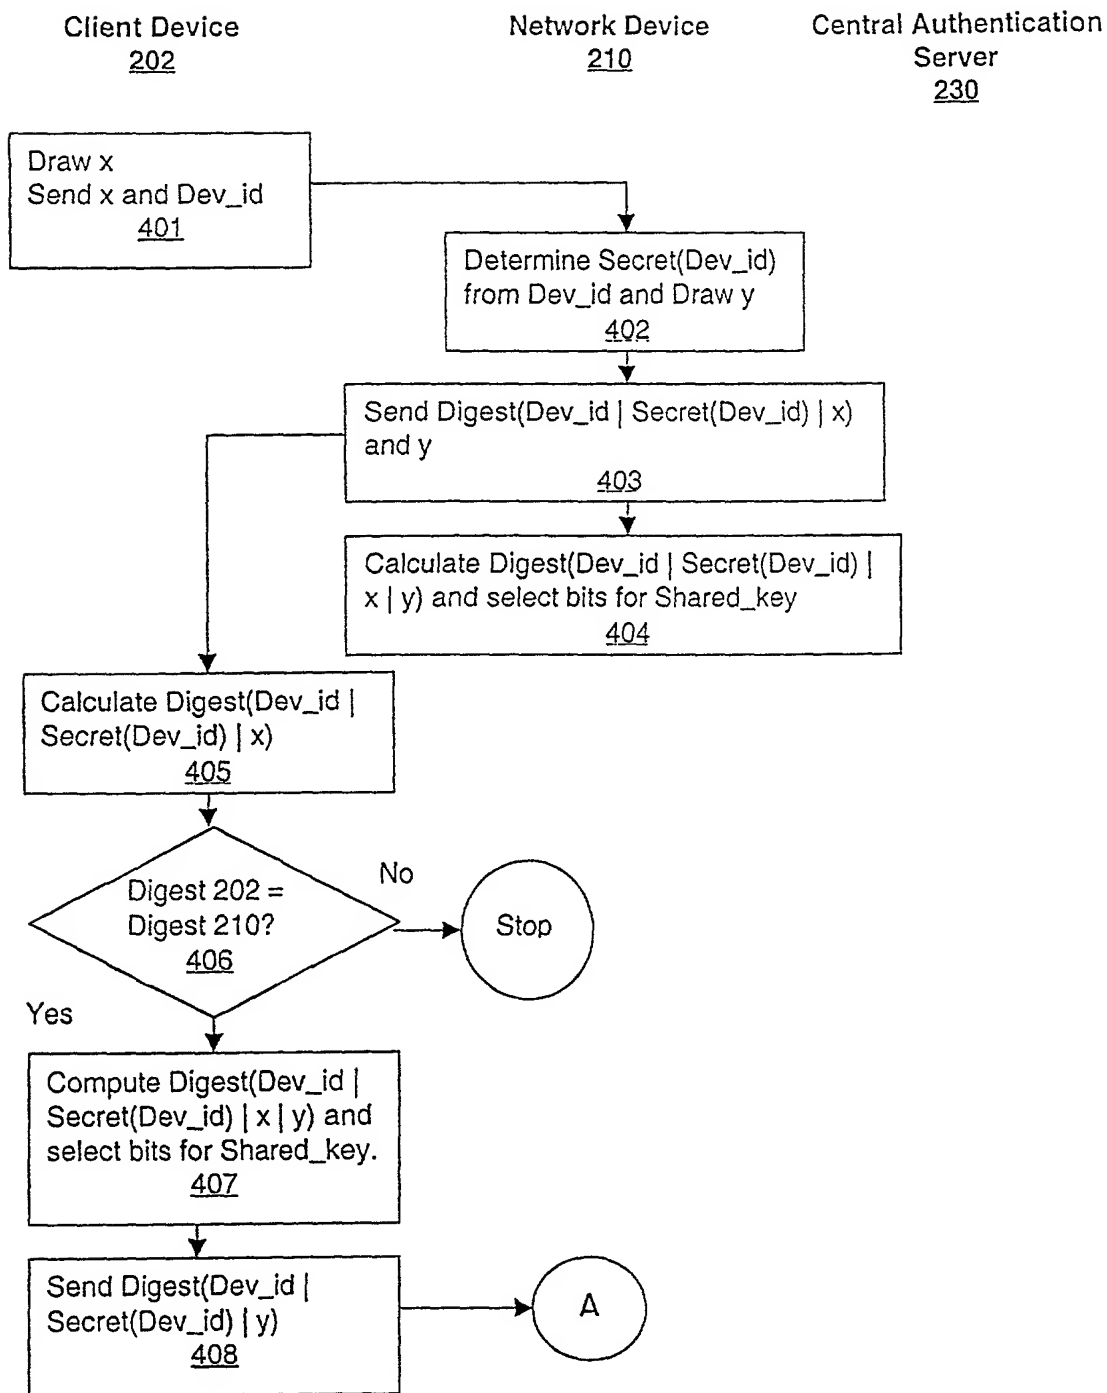 Client Device
202
Network Device
210
Central Authentication
Server
230
Draw x
Send x and Dev_id
401
Determine Secret(Dev_id)
from Dev_id and Draw y
402
Send Digest(Dev_id | Secret(Dev_id) | x)
and y
403
Calculate Digest(Dev_id | Secret(Dev_id) |
x | y) and select bits for Shared_key
404
Calculate Digest(Dev_id |
Secret(Dev_id) | x)
405
Digest 202 =
Digest 210?
406
No
Stop
Yes
Compute Digest(Dev_id |
Secret(Dev_id) | x | y) and
select bits for Shared_key.
407
Send Digest(Dev_id |
Secret(Dev_id) | y)
408
A